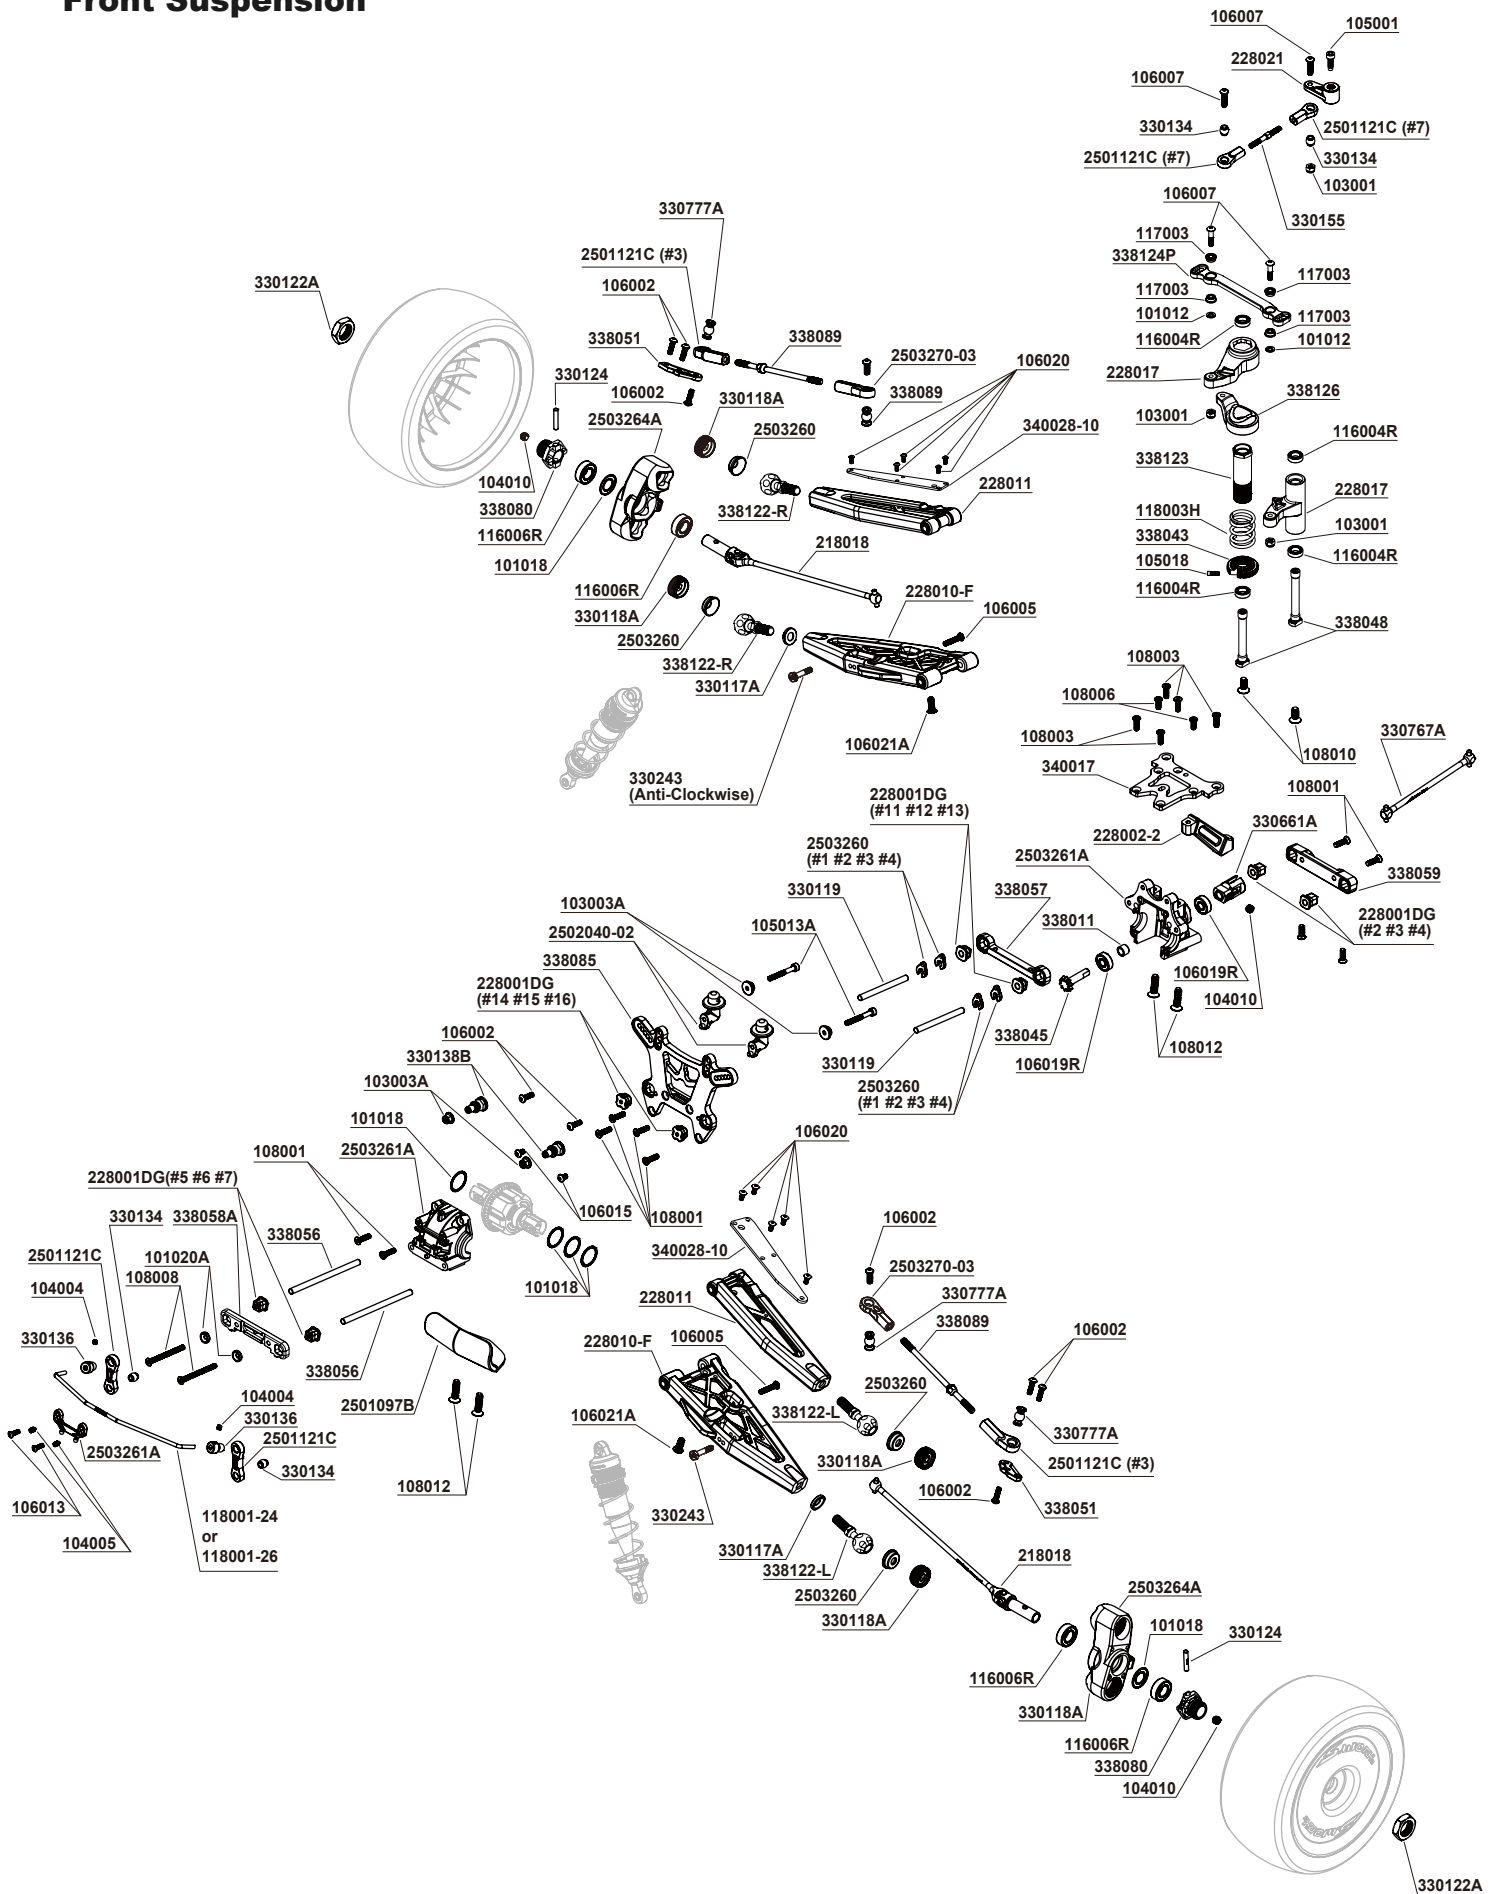 Front Suspension
106007
105001
228021
106007
330134
2501121C (#7)
2501121C (#7)
330134
103001
106007
330155
330777A
117003
338124P
2501121C (#3)
330122A
117003
106002
117003
101012
117003
338051
338089
116004R
101012
2503270-03
106020
330124
228017
106002
330118A
338089
338126
2503264A
103001
2503260
340028-10
116004R
338123
104010
228011
228017
338080
338122-R
118003H
116006R
103001
338043
218018
101018
105018
116004R
116006R
116004R
228010-F
106005
330118A
338048
2503260
338122-R
108003
330117A
108006
330767A
108003
106021A
108010
340017
330243
(Anti-Clockwise)
228001DG
(#11 #12 #13)
108001
330661A
228002-2
2503260
(#1 #2 #3 #4)
2503261A
338059
330119
338057
103003A
228001DG
(#2 #3 #4)
105013A
338011
2502040-02
338085
106019R
228001DG
(#14 #15 #16)
104010
106002
338045
108012
330138B
330119
106019R
103003A
2503260
(#1 #2 #3 #4)
101018
106020
108001
2503261A
228001DG(#5 #6 #7)
106015
108001
330134
338058A
106002
338056
340028-10
2501121C
101020A
2503270-03
101018
108008
330777A
104004
228011
338089
330136
228010-F
106005
106002
338056
2503260
104004
2501097B
330136
106021A
338122-L
330777A
2501121C
2503261A
330118A
2501121C (#3)
330134
108012
106002
106013
338051
118001-24
or
118001-26
330243
104005
330117A
338122-L
218018
2503260
2503264A
330118A
101018
330124
116006R
330118A
116006R
338080
104010
330122A